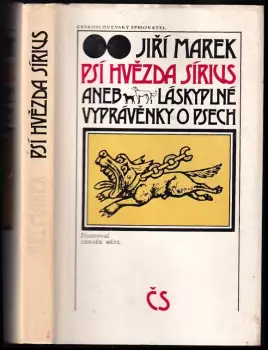 ČESKOSLOVENSKÝ SPISOVATEL
JIŘÍ MAREK
PSÍ HVĚZDA SÍRIUS
ANEB LÁSKYPLNÉ
VYPRÁVĚNKY O PSECH
Ilustroval
ZDENĚK MÉZL
ČS
PSÍ HVĚZDA SÍRIUS
JIŘÍ MAREK